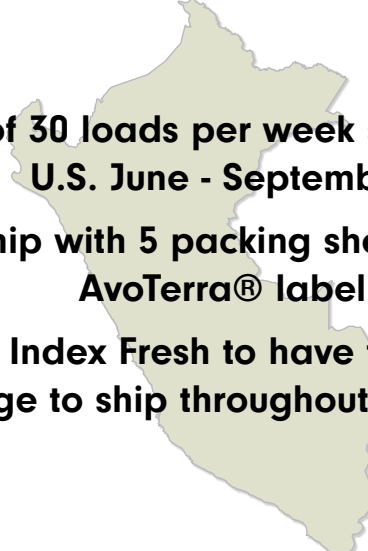 of 30 loads per week
U.S. June - Septemb
hip with 5 packing she
AvoTerra® label
Index Fresh to have
ge to ship throughout